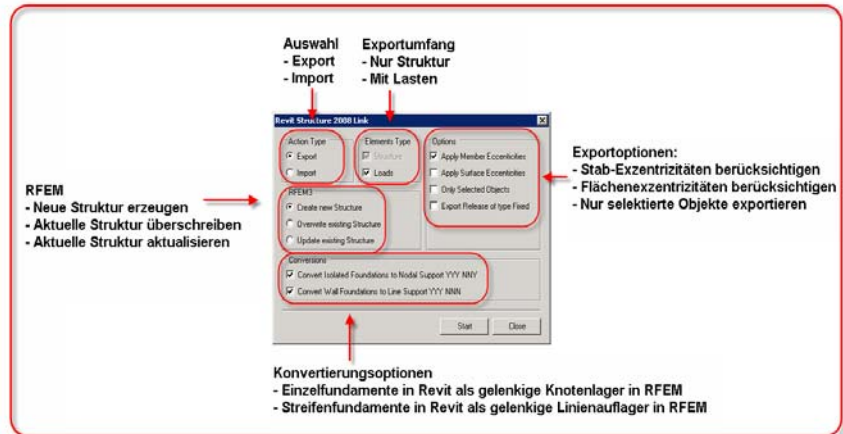 Auswahl
- Export
- Import
Exportumfang
- Nur Struktur
- Mit Lasten
Revit Structure 2008 Link
Action Type
Export
Import
Elements Type
Structure
Loads
Options
Apply Member Eccentricities
Apply Surface Eccentricities
Only Selected Objects
Export Release of type Fixed
RFEM3
Create new Structure
Overwrite existing Structure
Update existing Structure
Conversions
Convert Isolated Foundations to Nodal Support YYY NNY
Convert Wall Foundations to Line Support YYY NNN
Start
Close
RFEM
- Neue Struktur erzeugen
- Aktuelle Struktur überschreiben
- Aktuelle Struktur aktualisieren
Exportoptionen:
- Stab-Exzentrizitäten berücksichtigen
- Flächenexzentrizitäten berücksichtigen
- Nur selektierte Objekte exportieren
Konvertierungsoptionen
- Einzelfundamente in Revit als gelenkige Knotenlager in RFEM
- Streifenfundamente in Revit als gelenkige Linienauflager in RFEM